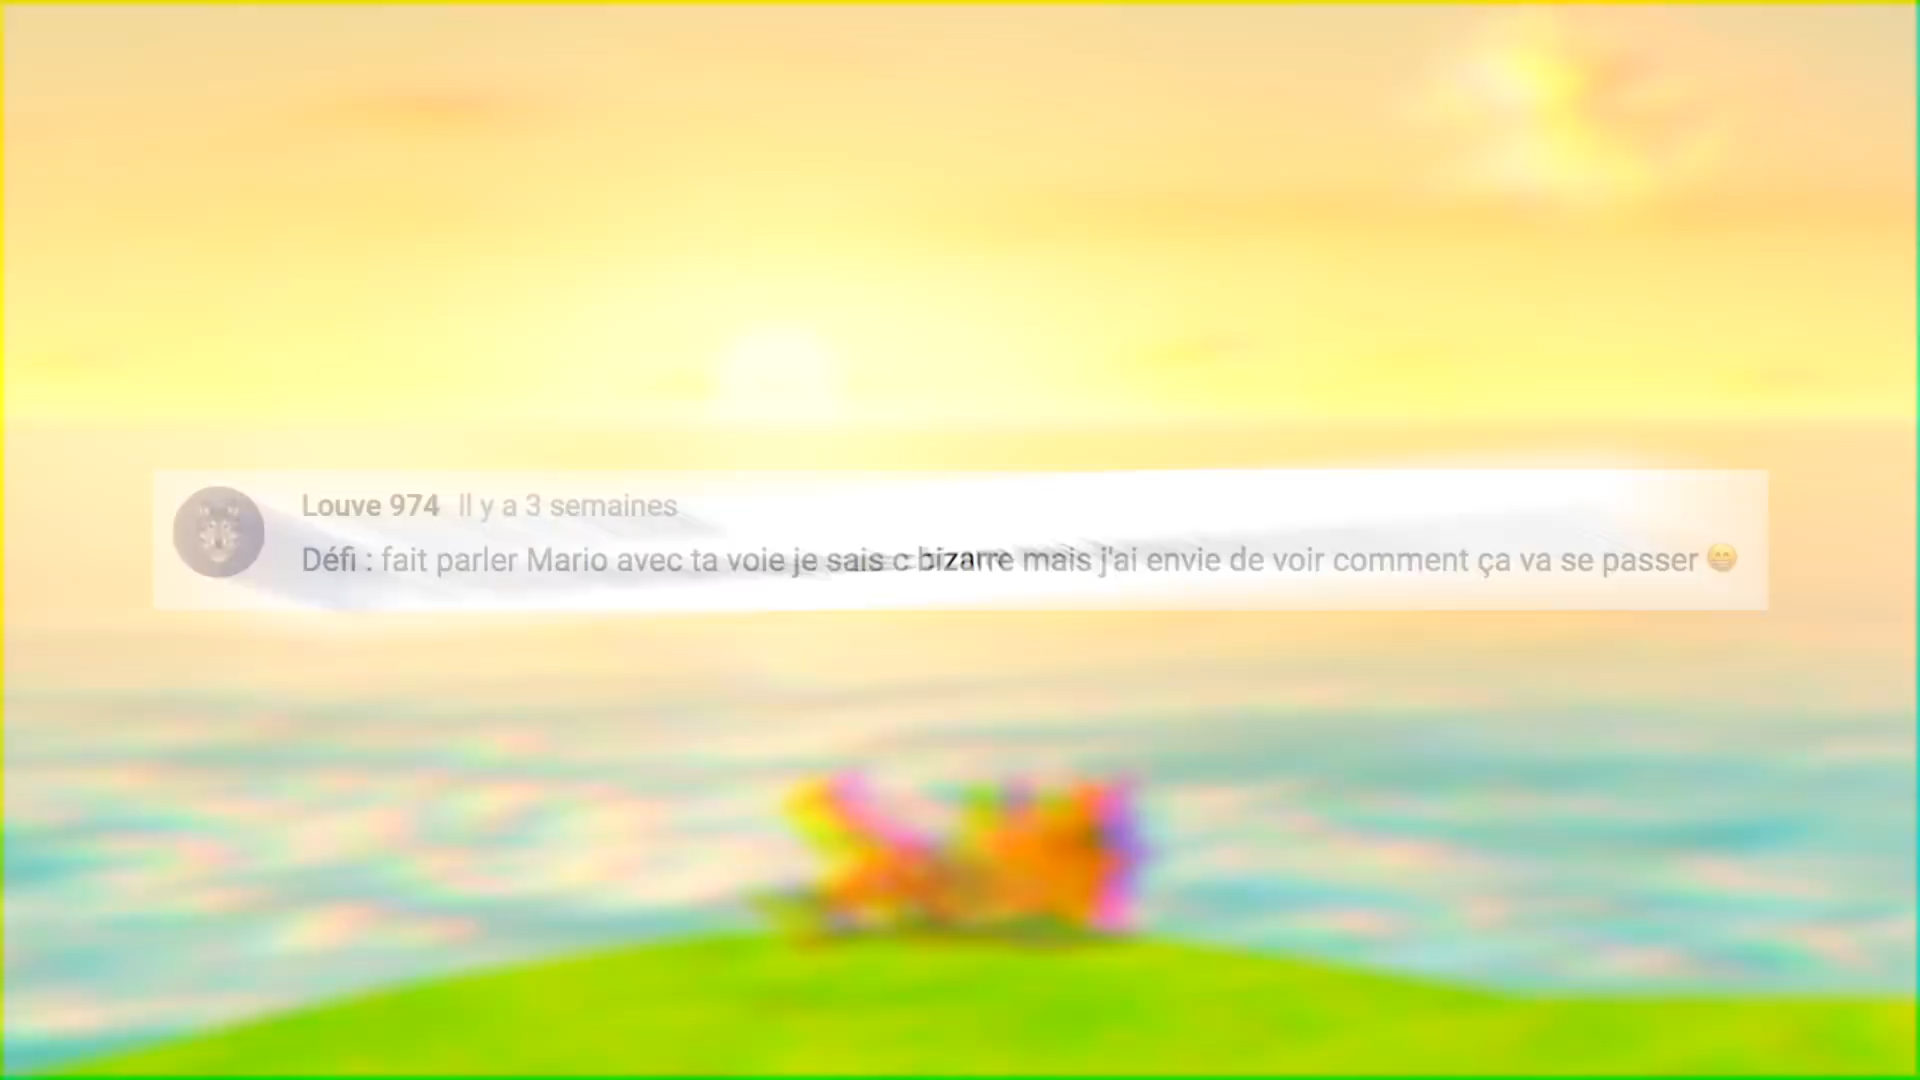 Louve 974 Il y a 3 semaines
Défi : fait parler Mario avec ta voie je sais c bizarre mais j'ai envie de voir comment ça va se passer 😄